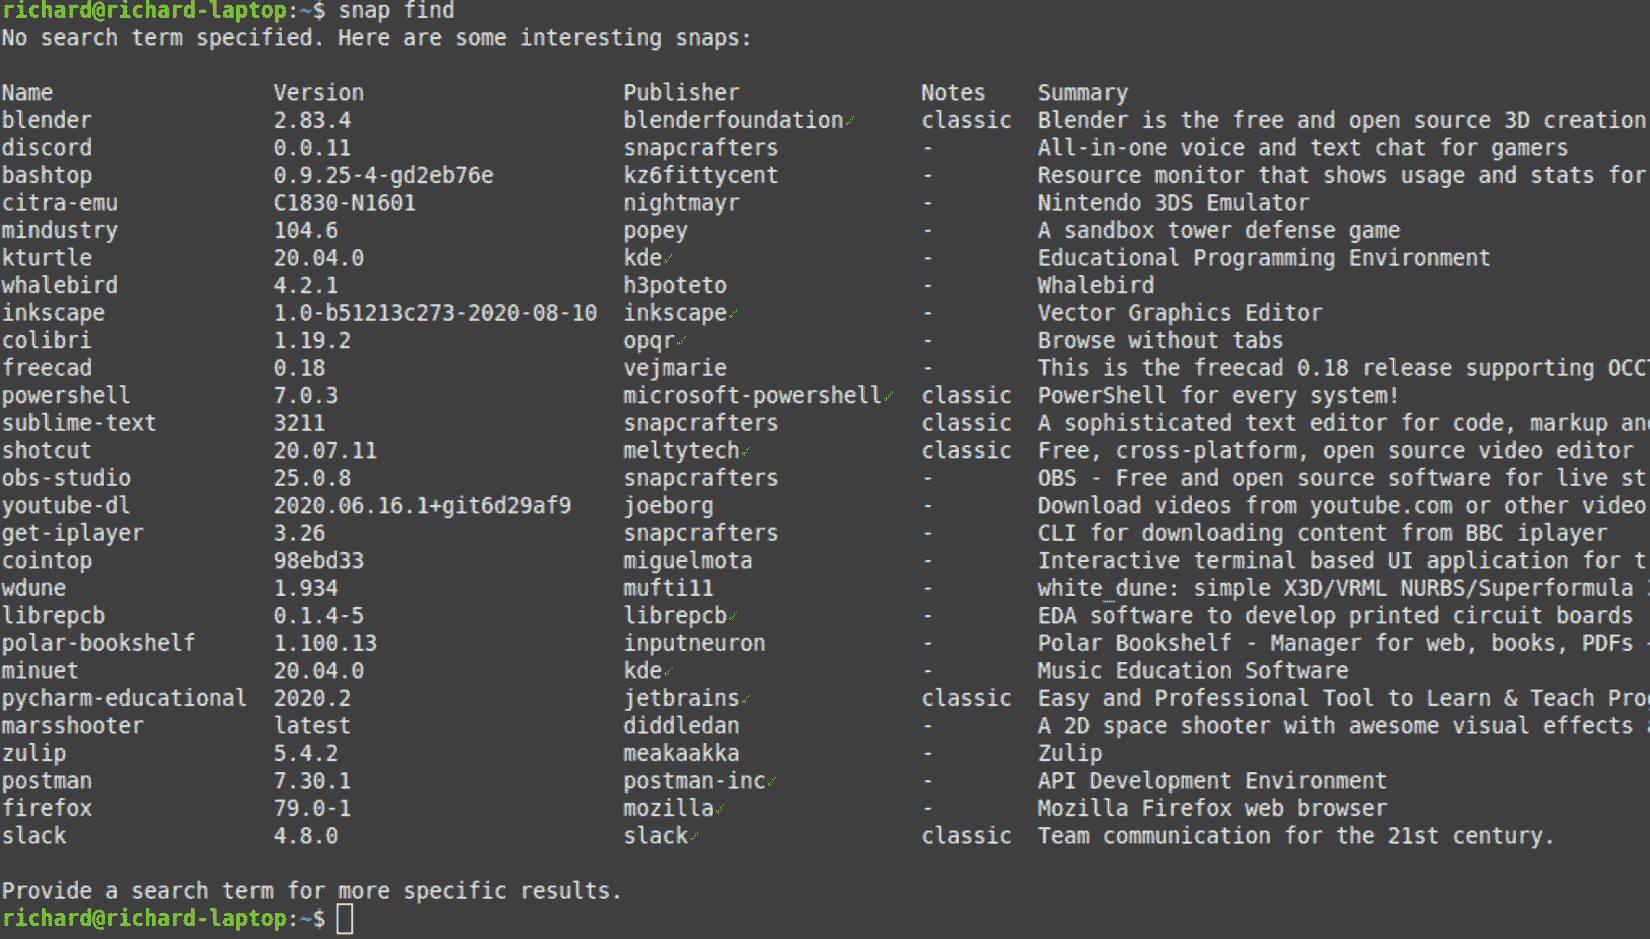 richard@richard-laptop:~$ snap find
No search term specified. Here are some interesting snaps:
Name Version Publisher Notes Summary
blender 2.83.4 blenderfoundation✓ classic Blender is the free and open source 3D creation
discord 0.0.11 snapcrafters - All-in-one voice and text chat for gamers
bashtop 0.9.25-4-gd2eb76e kz6fittycent - Resource monitor that shows usage and stats for
citra-emu C1830-N1601 nightmayr - Nintendo 3DS Emulator
mindustry 104.6 popey - A sandbox tower defense game
kturtle 20.04.0 kde✓ - Educational Programming Environment
whalebird 4.2.1 h3poteto - Whalebird
inkscape 1.0-b51213c273-2020-08-10 inkscape✓ - Vector Graphics Editor
colibri 1.19.2 opqr✓ - Browse without tabs
freecad 0.18 vejmarie - This is the freecad 0.18 release supporting OCCT
powershell 7.0.3 microsoft-powershell✓ classic PowerShell for every system!
sublime-text 3211 snapcrafters classic A sophisticated text editor for code, markup and
shotcut 20.07.11 meltytech✓ classic Free, cross-platform, open source video editor
obs-studio 25.0.8 snapcrafters - OBS - Free and open source software for live st
youtube-dl 2020.06.16.1+git6d29af9 joeborg - Download videos from youtube.com or other video
get-iplayer 3.26 snapcrafters - CLI for downloading content from BBC iplayer
cointop 98ebd33 miguelmota - Interactive terminal based UI application for t
wdune 1.934 mufti11 - white_dune: simple X3D/VRML NURBS/Superformula
librepcb 0.1.4-5 librepcb✓ - EDA software to develop printed circuit boards
polar-bookshelf 1.100.13 inputneuron - Polar Bookshelf - Manager for web, books, PDFs -
minuet 20.04.0 kde✓ - Music Education Software
pycharm-educational 2020.2 jetbrains✓ classic Easy and Professional Tool to Learn & Teach Pro
marsshooter latest diddledan - A 2D space shooter with awesome visual effects a
zulip 5.4.2 meakaakka - Zulip
postman 7.30.1 postman-inc✓ - API Development Environment
firefox 79.0-1 mozilla✓ - Mozilla Firefox web browser
slack 4.8.0 slack✓ classic Team communication for the 21st century.
Provide a search term for more specific results.
richard@richard-laptop:~$